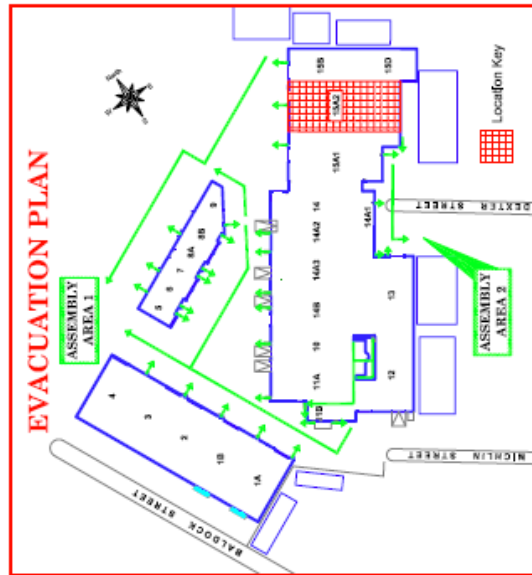 EVACUATION PLAN
ASSEMBLY
AREA 1
North
E
W
S
15B
15D
15A2
15A1
14
14A1
14A2
14A3
14B
10
11A
11B
12
13
9
8B
8A
7
6
5
4
3
2
1B
1A
Location Key
DEXTER STREET
ASSEMBLY
AREA 2
NICHLIN STREET
BALDOCK STREET